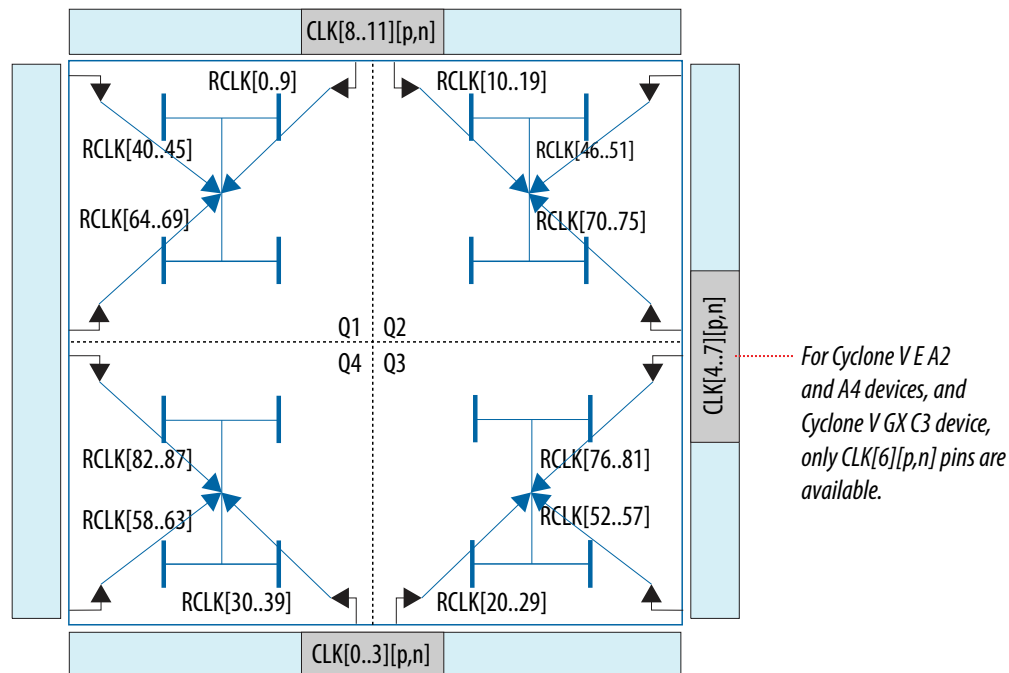 CLK[8..11][p,n]
RCLK[0..9]
RCLK[10..19]
RCLK[40..45]
RCLK[46..51]
RCLK[64..69]
RCLK[70..75]
Q1
Q2
Q4
Q3
CLK[4..7][p,n]
For Cyclone V E A2
and A4 devices, and
Cyclone V GX C3 device,
only CLK[6][p,n] pins are
available.
RCLK[82..87]
RCLK[76..81]
RCLK[58..63]
RCLK[52..57]
RCLK[30..39]
RCLK[20..29]
CLK[0..3][p,n]